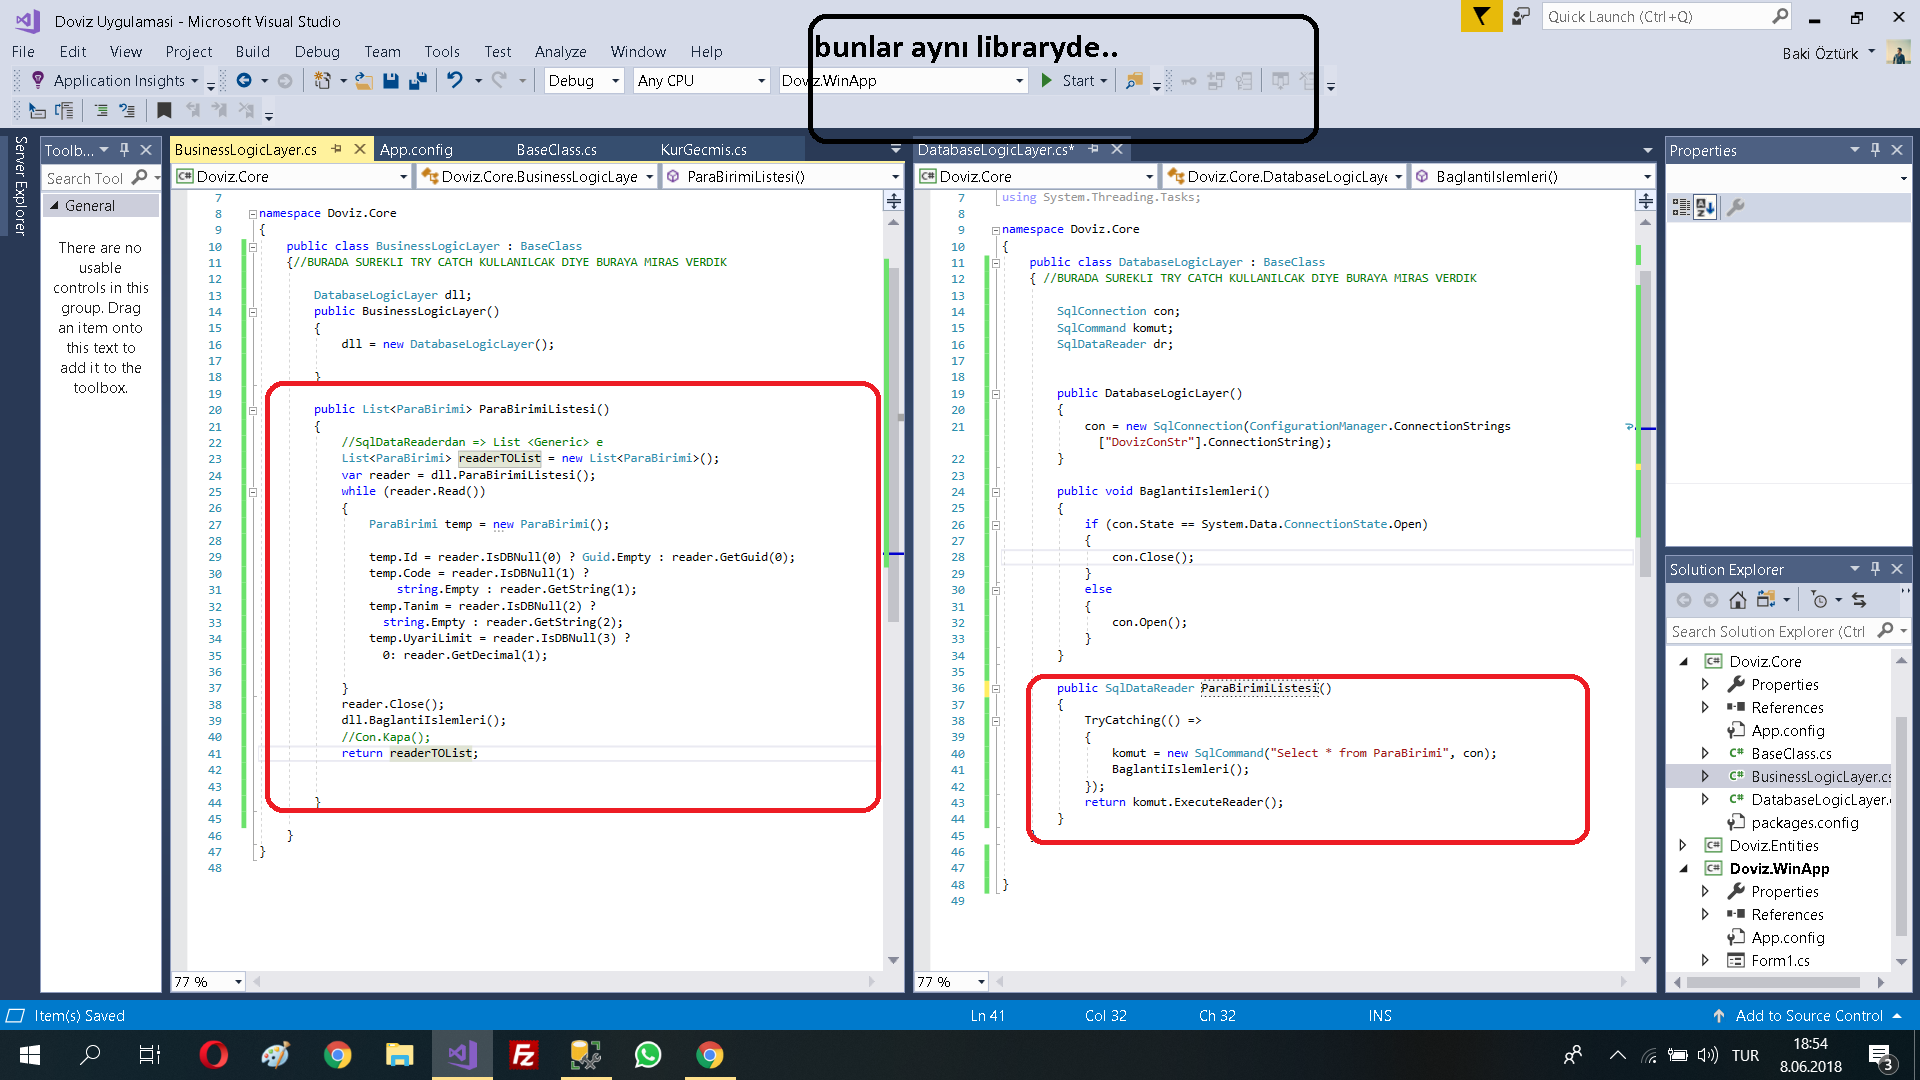 Doviz Uygulamasi - Microsoft Visual Studio
Quick Launch (Ctrl+Q)
File Edit View Project Build Debug Team Tools Test Analyze Window Help
Baki Öztürk
bunlar aynı libraryde..
Application Insights
Debug
Any CPU
Doviz.WinApp
Start
Server Explorer
Toolb...
Search Tool
General
There are no
usable
controls in this
group. Drag
an item onto
this text to
add it to the
toolbox.
BusinessLogicLayer.cs App.config BaseClass.cs KurGecmis.cs
Doviz.Core Doviz.Core.BusinessLogicLaye ParaBirimiListesi()
7
8 namespace Doviz.Core
9 {
10 public class BusinessLogicLayer : BaseClass
11 {//BURADA SUREKLI TRY CATCH KULLANILCAK DIYE BURAYA MIRAS VERDIK
12
13 DatabaseLogicLayer dll;
14 public BusinessLogicLayer()
15 {
16 dll = new DatabaseLogicLayer();
17
18 }
19
20 public List<ParaBirimi> ParaBirimiListesi()
21 {
22 //SqlDataReaderdan => List <Generic> e
23 List<ParaBirimi> readerTOList = new List<ParaBirimi>();
24 var reader = dll.ParaBirimiListesi();
25 while (reader.Read())
26 {
27 ParaBirimi temp = new ParaBirimi();
28
29 temp.Id = reader.IsDBNull(0) ? Guid.Empty : reader.GetGuid(0);
30 temp.Code = reader.IsDBNull(1) ?
31 string.Empty : reader.GetString(1);
32 temp.Tanim = reader.IsDBNull(2) ?
33 string.Empty : reader.GetString(2);
34 temp.UyariLimit = reader.IsDBNull(3) ?
35 0: reader.GetDecimal(1);
36
37 }
38 reader.Close();
39 dll.BaglantiIslemleri();
40 //Con.Kapa();
41 return readerTOList;
42
43
44 }
45
46 }
47 }
48
77 %
DatabaseLogicLayer.cs*
Doviz.Core Doviz.Core.DatabaseLogicLaye BaglantiIslemleri()
7 using System.Threading.Tasks;
8
9 namespace Doviz.Core
10 {
11 public class DatabaseLogicLayer : BaseClass
12 { //BURADA SUREKLI TRY CATCH KULLANILCAK DIYE BURAYA MIRAS VERDIK
13
14 SqlConnection con;
15 SqlCommand komut;
16 SqlDataReader dr;
17
18
19 public DatabaseLogicLayer()
20 {
21 con = new SqlConnection(ConfigurationManager.ConnectionStrings
["DovizConStr"].ConnectionString);
22 }
23
24 public void BaglantiIslemleri()
25 {
26 if (con.State == System.Data.ConnectionState.Open)
27 {
28 con.Close();
29 }
30 else
31 {
32 con.Open();
33 }
34 }
35
36 public SqlDataReader ParaBirimiListesi()
37 {
38 TryCatching(() =>
39 {
40 komut = new SqlCommand("Select * from ParaBirimi", con);
41 BaglantiIslemleri();
42 });
43 return komut.ExecuteReader();
44 }
45
46
47
48 }
49
77 %
Properties
Solution Explorer
Search Solution Explorer (Ctrl
Doviz.Core
Properties
References
App.config
BaseClass.cs
BusinessLogicLayer.cs
DatabaseLogicLayer.
packages.config
Doviz.Entities
Doviz.WinApp
Properties
References
App.config
Form1.cs
Item(s) Saved Ln 41 Col 32 Ch 32 INS Add to Source Control
TUR
18:54
8.06.2018
3